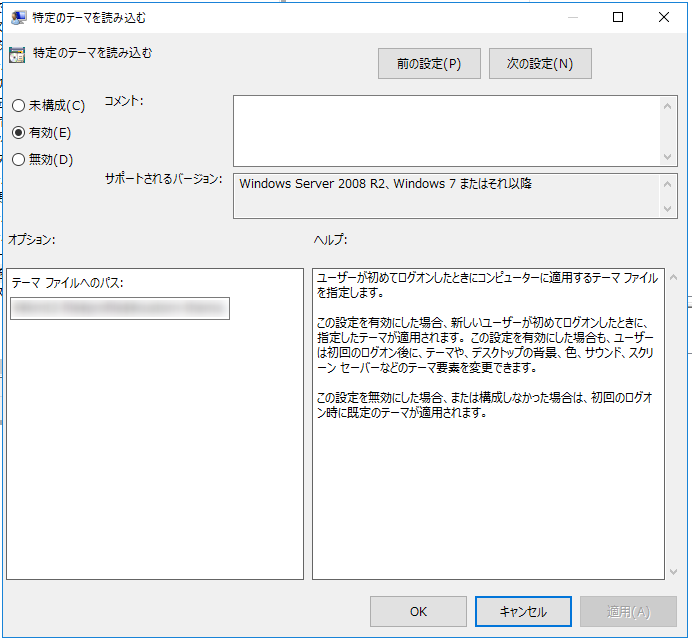 特定のテーマを読み込む
特定のテーマを読み込む
前の設定(P)
次の設定(N)
未構成(C)
有効(E)
無効(D)
コメント:
サポートされるバージョン:
Windows Server 2008 R2、Windows 7 またはそれ以降
オプション:
ヘルプ:
テーマ ファイルへのパス:
ユーザーが初めてログオンしたときにコンピューターに適用するテーマ ファイル
を指定します。
この設定を有効にした場合、新しいユーザーが初めてログオンしたときに、
指定したテーマが適用されます。この設定を有効にした場合も、ユーザー
は初回のログオン後に、テーマや、デスクトップの背景、色、サウンド、スクリ
ーン セーバーなどのテーマ要素を変更できます。
この設定を無効にした場合、または構成しなかった場合は、初回のログオ
ン時に既定のテーマが適用されます。
OK
キャンセル
適用(A)